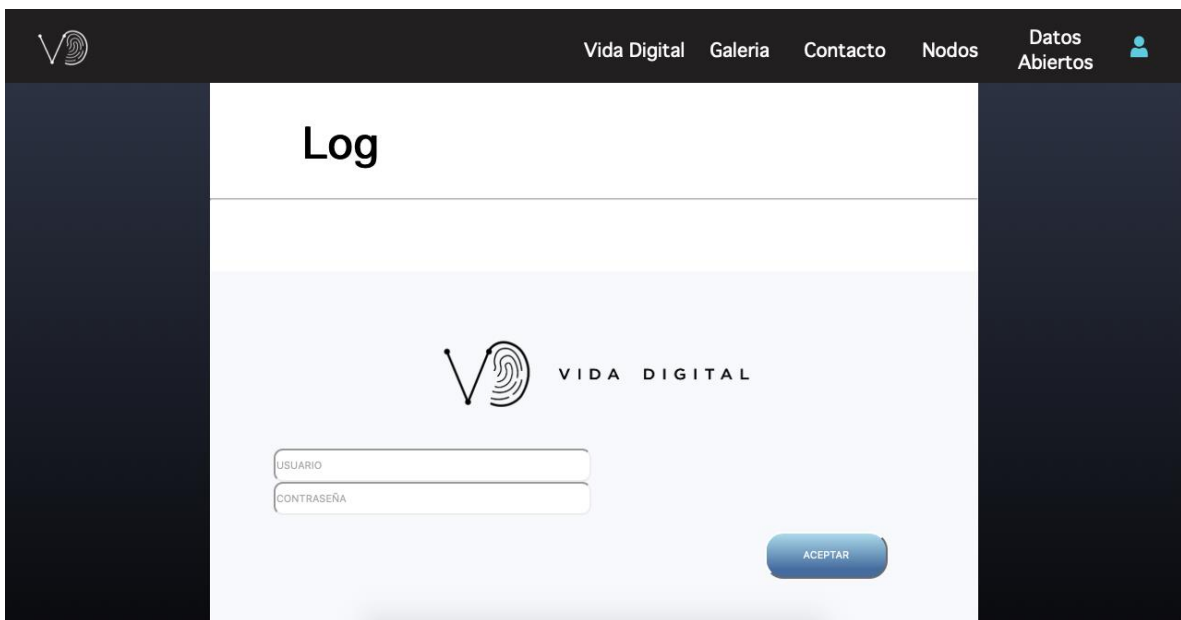 Vida Digital Galeria Contacto Nodos Datos Abiertos
Log
VIDA DIGITAL
USUARIO
CONTRASEÑA
ACEPTAR